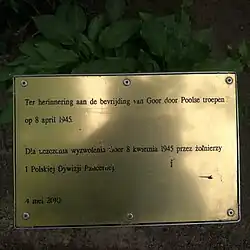 Ter herinnering aan de bevrijding van Goor door Poolse troepen
op 8 april 1945.
Dla uczczenia wyzwolenia Goor 8 kwietnia 1945 przez żołnierzy
1 Polskiej Dywizji Pancernej
4 mei 2010